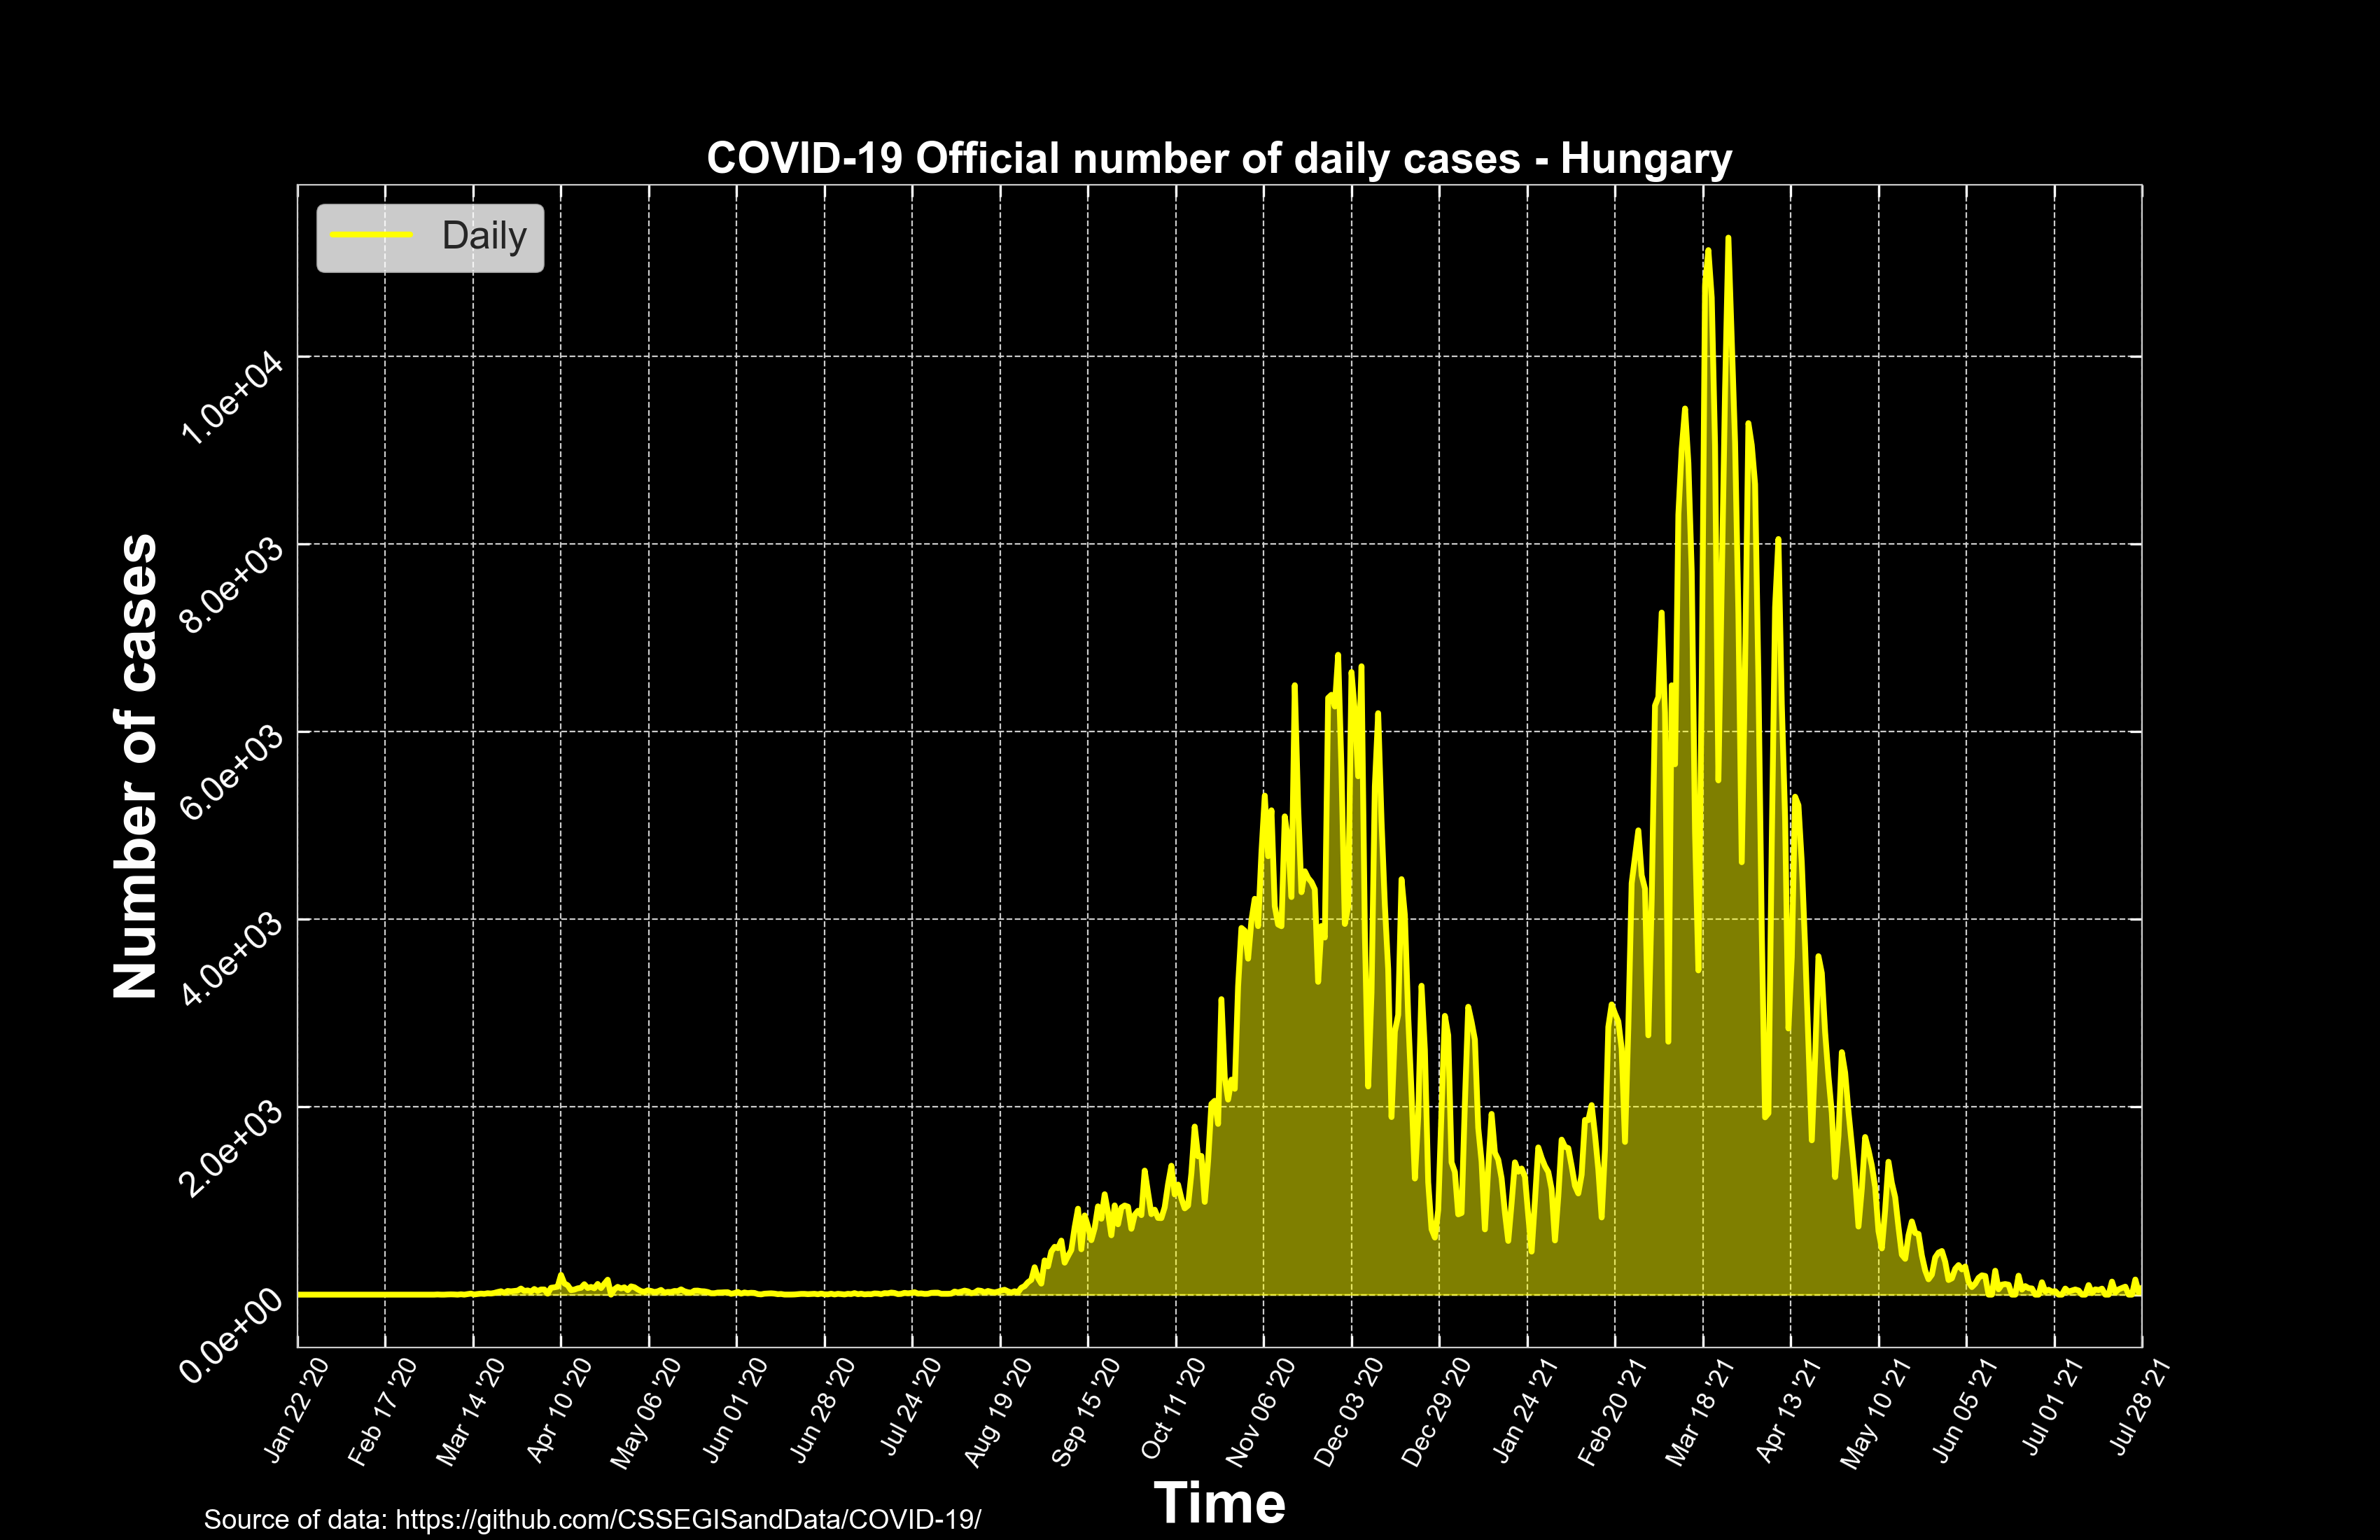 COVID-19 Official number of daily cases - Hungary
Daily
Number of cases
1.0e+04
8.0e+03
6.0e+03
4.0e+03
2.0e+03
0.0e+00
Jan 22 '20
Feb 17 '20
Mar 14 '20
Apr 10 '20
May 06 '20
Jun 01 '20
Jun 28 '20
Jul 24 '20
Aug 19 '20
Sep 15 '20
Oct 11 '20
Nov 06 '20
Dec 03 '20
Dec 29 '20
Jan 24 '21
Feb 20 '21
Mar 18 '21
Apr 13 '21
May 10 '21
Jun 05 '21
Jul 01 '21
Jul 28 '21
Time
Source of data: https://github.com/CSSEGISandData/COVID-19/